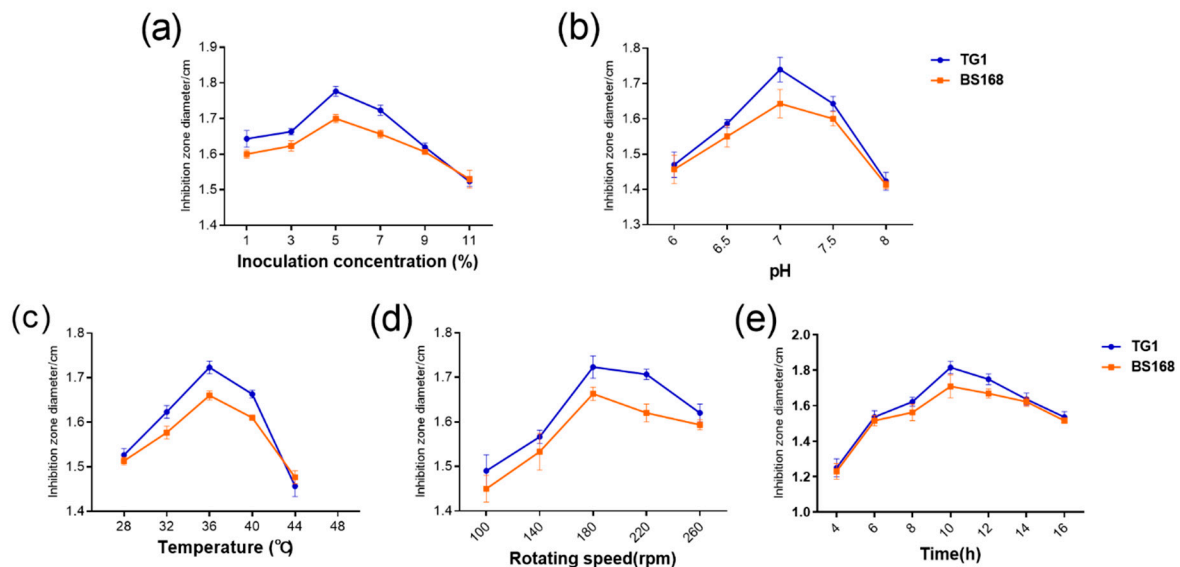 (a)
Inhibition zone diameter/cm
1.9
1.8
1.7
1.6
1.5
1.4
1 3 5 7 9 11
Inoculation concentration (%)
(b)
Inhibition zone diameter/cm
1.8
1.7
1.6
1.5
1.4
1.3
6 6.5 7 7.5 8
pH
TG1
BS168
(c)
Inhibition zone diameter/cm
1.8
1.7
1.6
1.5
1.4
28 32 36 40 44 48
Temperature (℃)
(d)
Inhibition zone diameter/cm
1.8
1.7
1.6
1.5
1.4
100 140 180 220 260
Rotating speed(rpm)
(e)
Inhibition zone diameter/cm
2.0
1.8
1.6
1.4
1.2
1.0
4 6 8 10 12 14 16
Time(h)
TG1
BS168